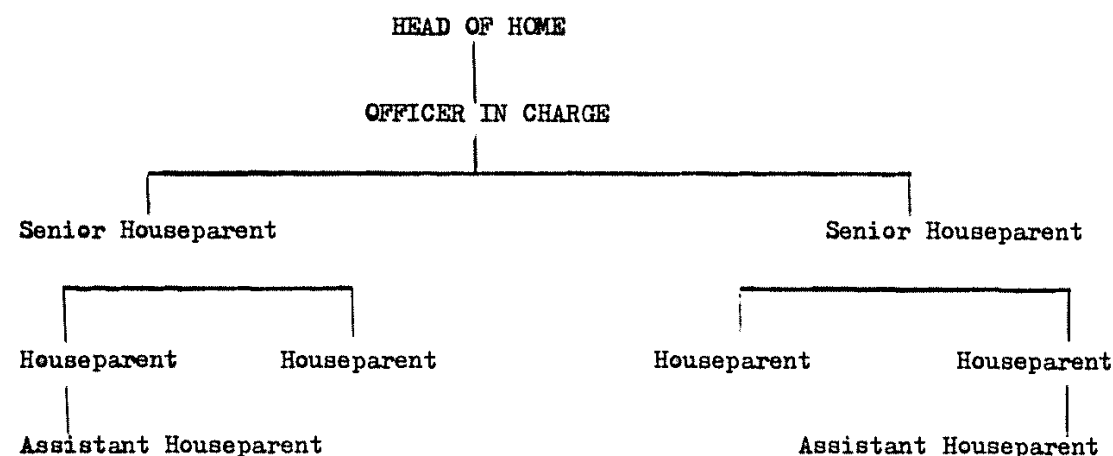 HEAD OF HOME
OFFICER IN CHARGE
Senior Houseparent Senior Houseparent
Houseparent Houseparent Houseparent Houseparent
Assistant Houseparent Assistant Houseparent